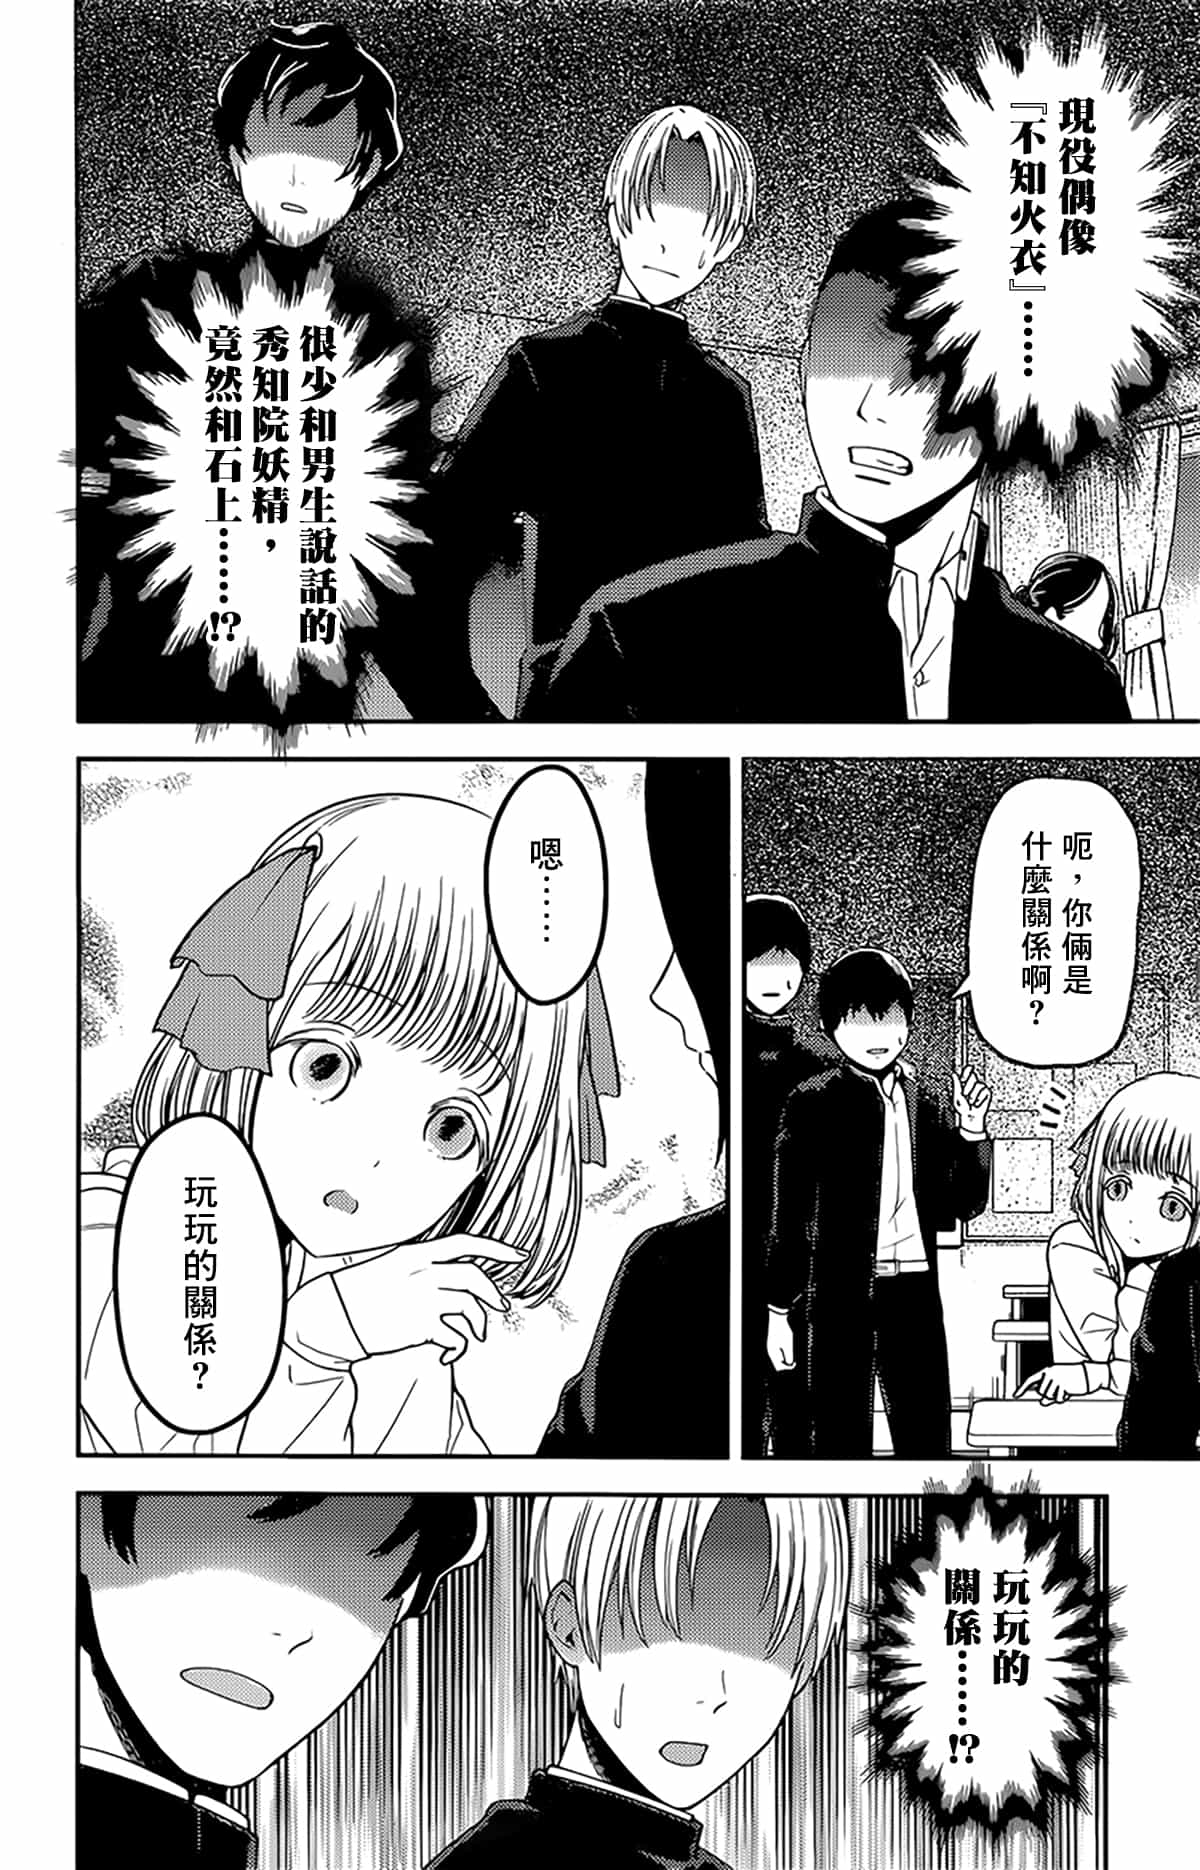 現役偶像
『不知火衣』……
很少和男生說話的
秀知院妖精，
竟然和石上……!?
呃，你倆是
什麼關係啊？
嗯……
玩玩的關係？
玩玩的
關係……!?